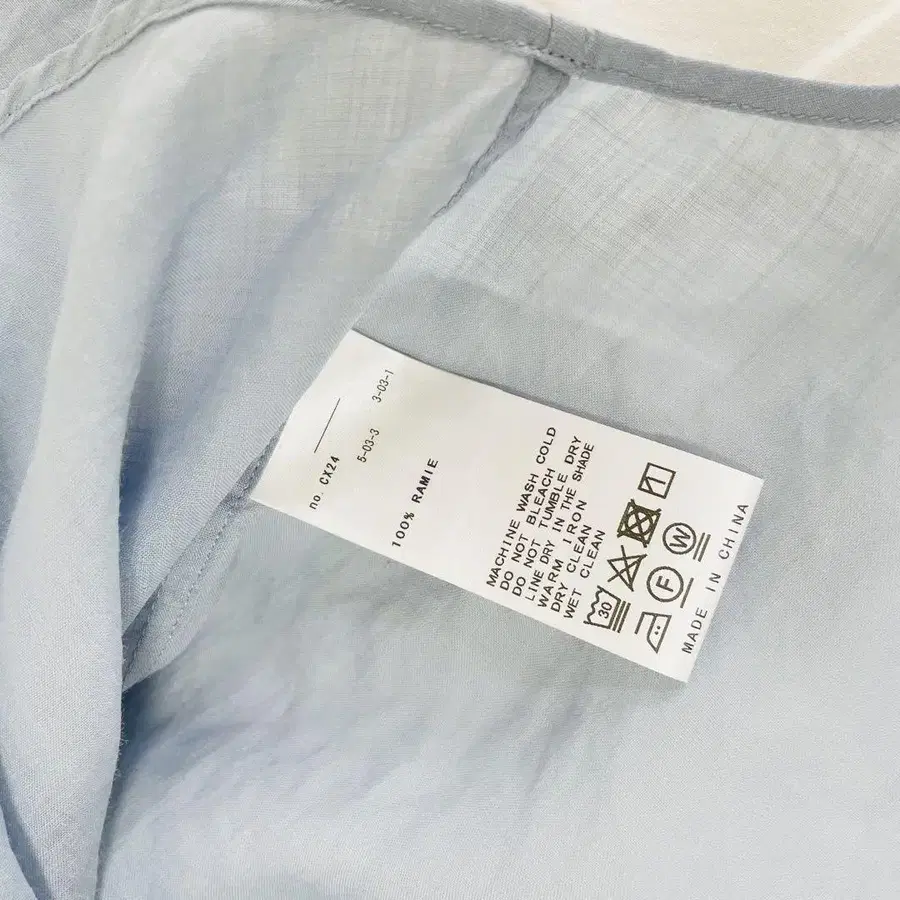 no. CX24
5-03-3
3-03-1
100% RAMIE
MACHINE WASH COLD
DO NOT BLEACH
DO NOT TUMBLE DRY
LINE DRY IN THE SHADE
WARM IRON
DRY CLEAN
WET CLEAN
30
F
W
MADE IN CHINA